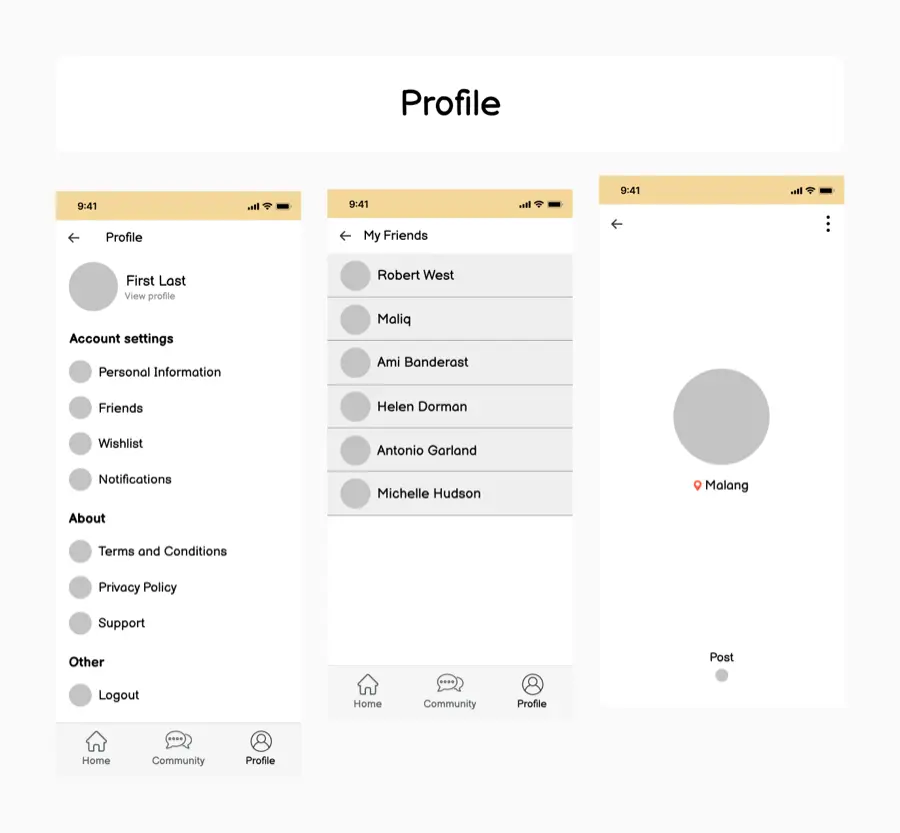 Profile
9:41
Profile
First Last
View profile
Account settings
Personal Information
Friends
Wishlist
Notifications
About
Terms and Conditions
Privacy Policy
Support
Other
Logout
Home Community Profile
9:41
My Friends
Robert West
Maliq
Ami Banderast
Helen Dorman
Antonio Garland
Michelle Hudson
Home Community Profile
9:41
Malang
Post